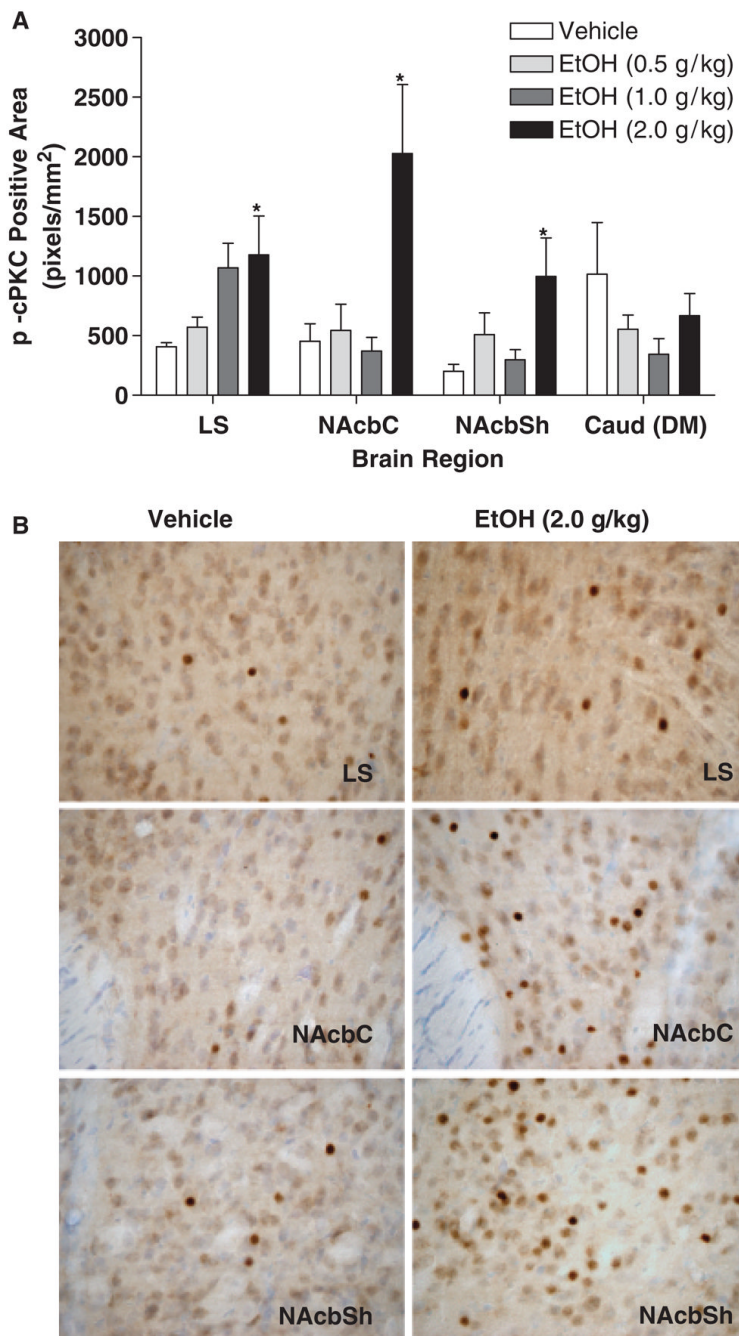 A
p -cPKC Positive Area
(pixels/mm²)
3000
2500
2000
1500
1000
500
0
Vehicle
EtOH (0.5 g/kg)
EtOH (1.0 g/kg)
EtOH (2.0 g/kg)
*
*
*
LS
NAcbC
NAcbSh
Caud (DM)
Brain Region
B
Vehicle
EtOH (2.0 g/kg)
LS
LS
NAcbC
NAcbC
NAcbSh
NAcbSh